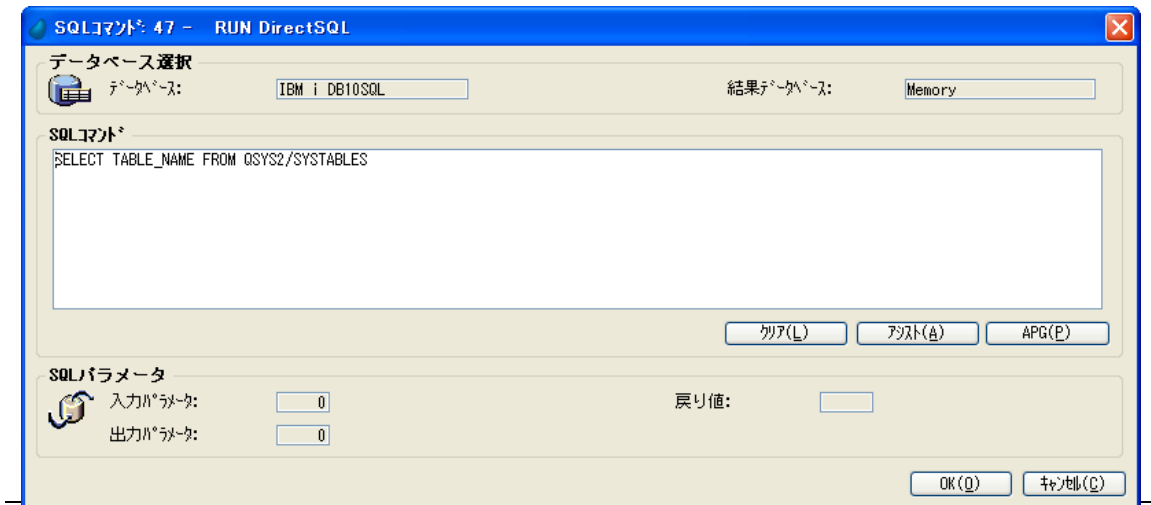 SQLｺﾏﾝﾄﾞ: 47 - RUN DirectSQL
データベース選択
ﾃﾞｰﾀﾍﾞｰｽ: IBM i DB10SQL 結果ﾃﾞｰﾀﾍﾞｰｽ: Memory
SQLｺﾏﾝﾄﾞ
SELECT TABLE_NAME FROM QSYS2/SYSTABLES
ｸﾘｱ(L) ｱｼｽﾄ(A) APG(P)
SQLパラメータ
入力ﾊﾟﾗﾒｰﾀ: 0 戻り値:
出力ﾊﾟﾗﾒｰﾀ: 0
OK(O) ｷｬﾝｾﾙ(C)